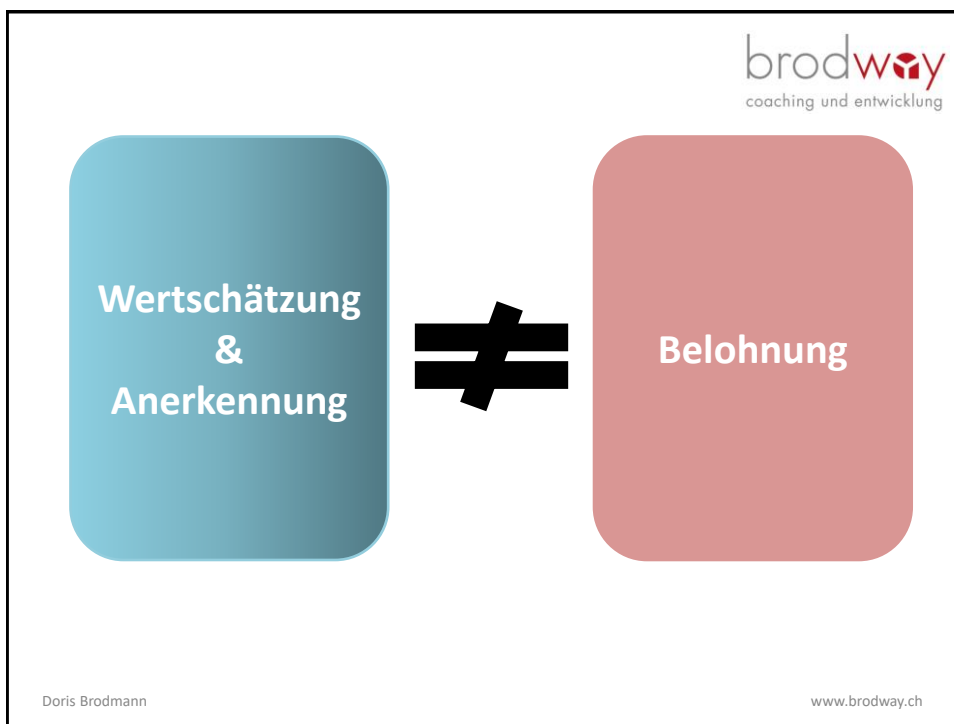 brodway
coaching und entwicklung
Wertschätzung
&
Anerkennung
≠
Belohnung
Doris Brodmann
www.brodway.ch